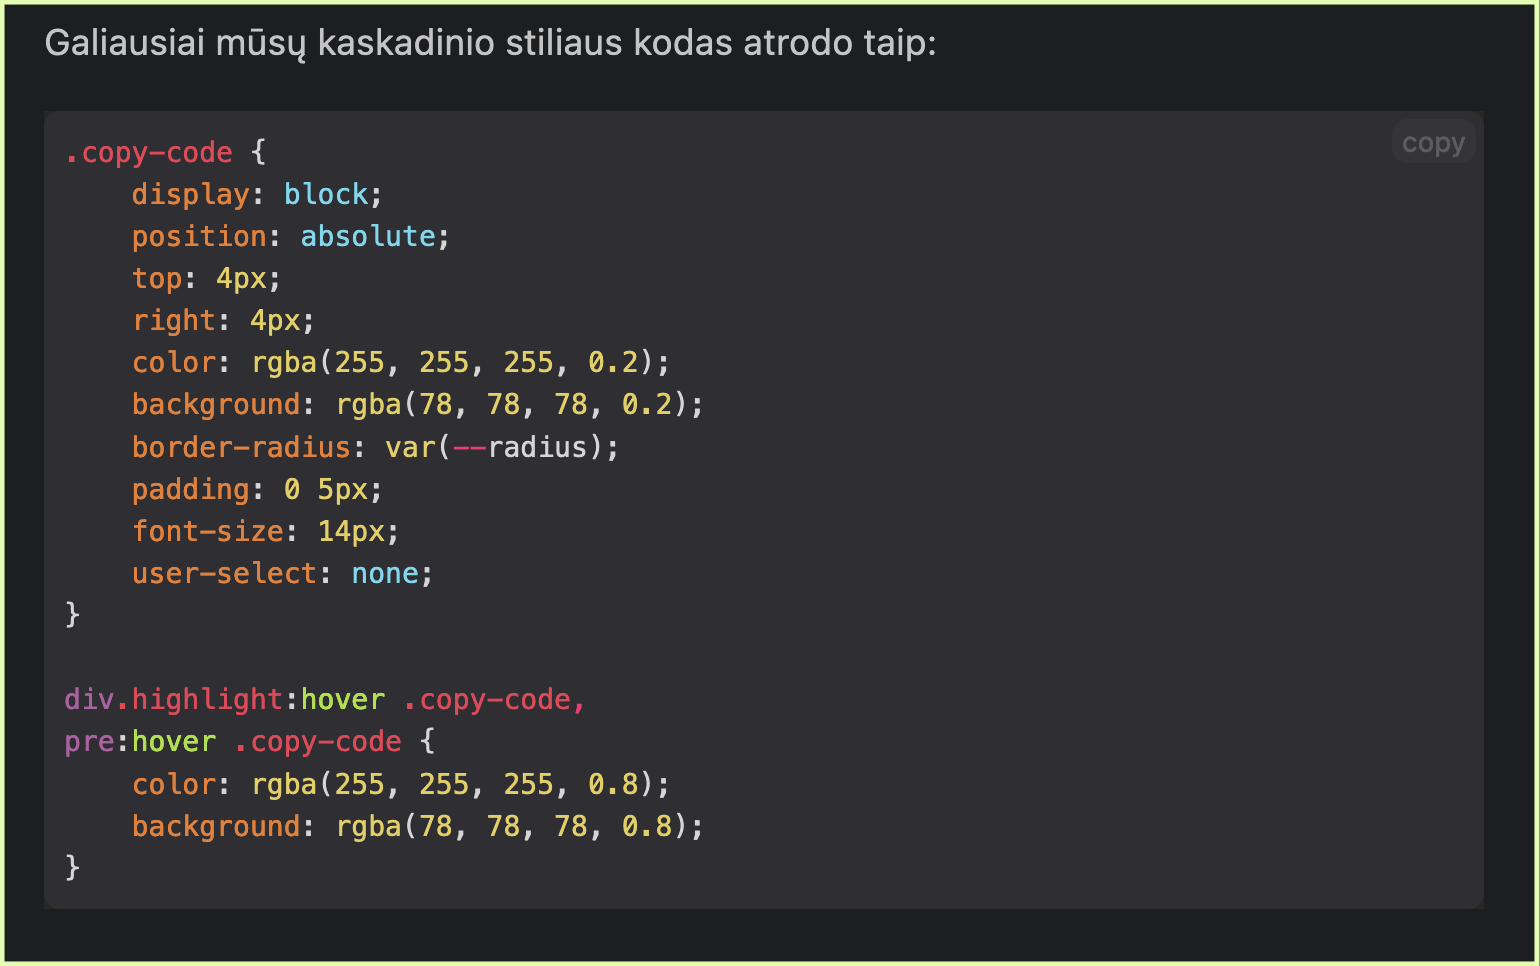 Galiausiai mūsų kaskadinio stiliaus kodas atrodo taip:
copy
.copy-code {
    display: block;
    position: absolute;
    top: 4px;
    right: 4px;
    color: rgba(255, 255, 255, 0.2);
    background: rgba(78, 78, 78, 0.2);
    border-radius: var(--radius);
    padding: 0 5px;
    font-size: 14px;
    user-select: none;
}

div.highlight:hover .copy-code,
pre:hover .copy-code {
    color: rgba(255, 255, 255, 0.8);
    background: rgba(78, 78, 78, 0.8);
}